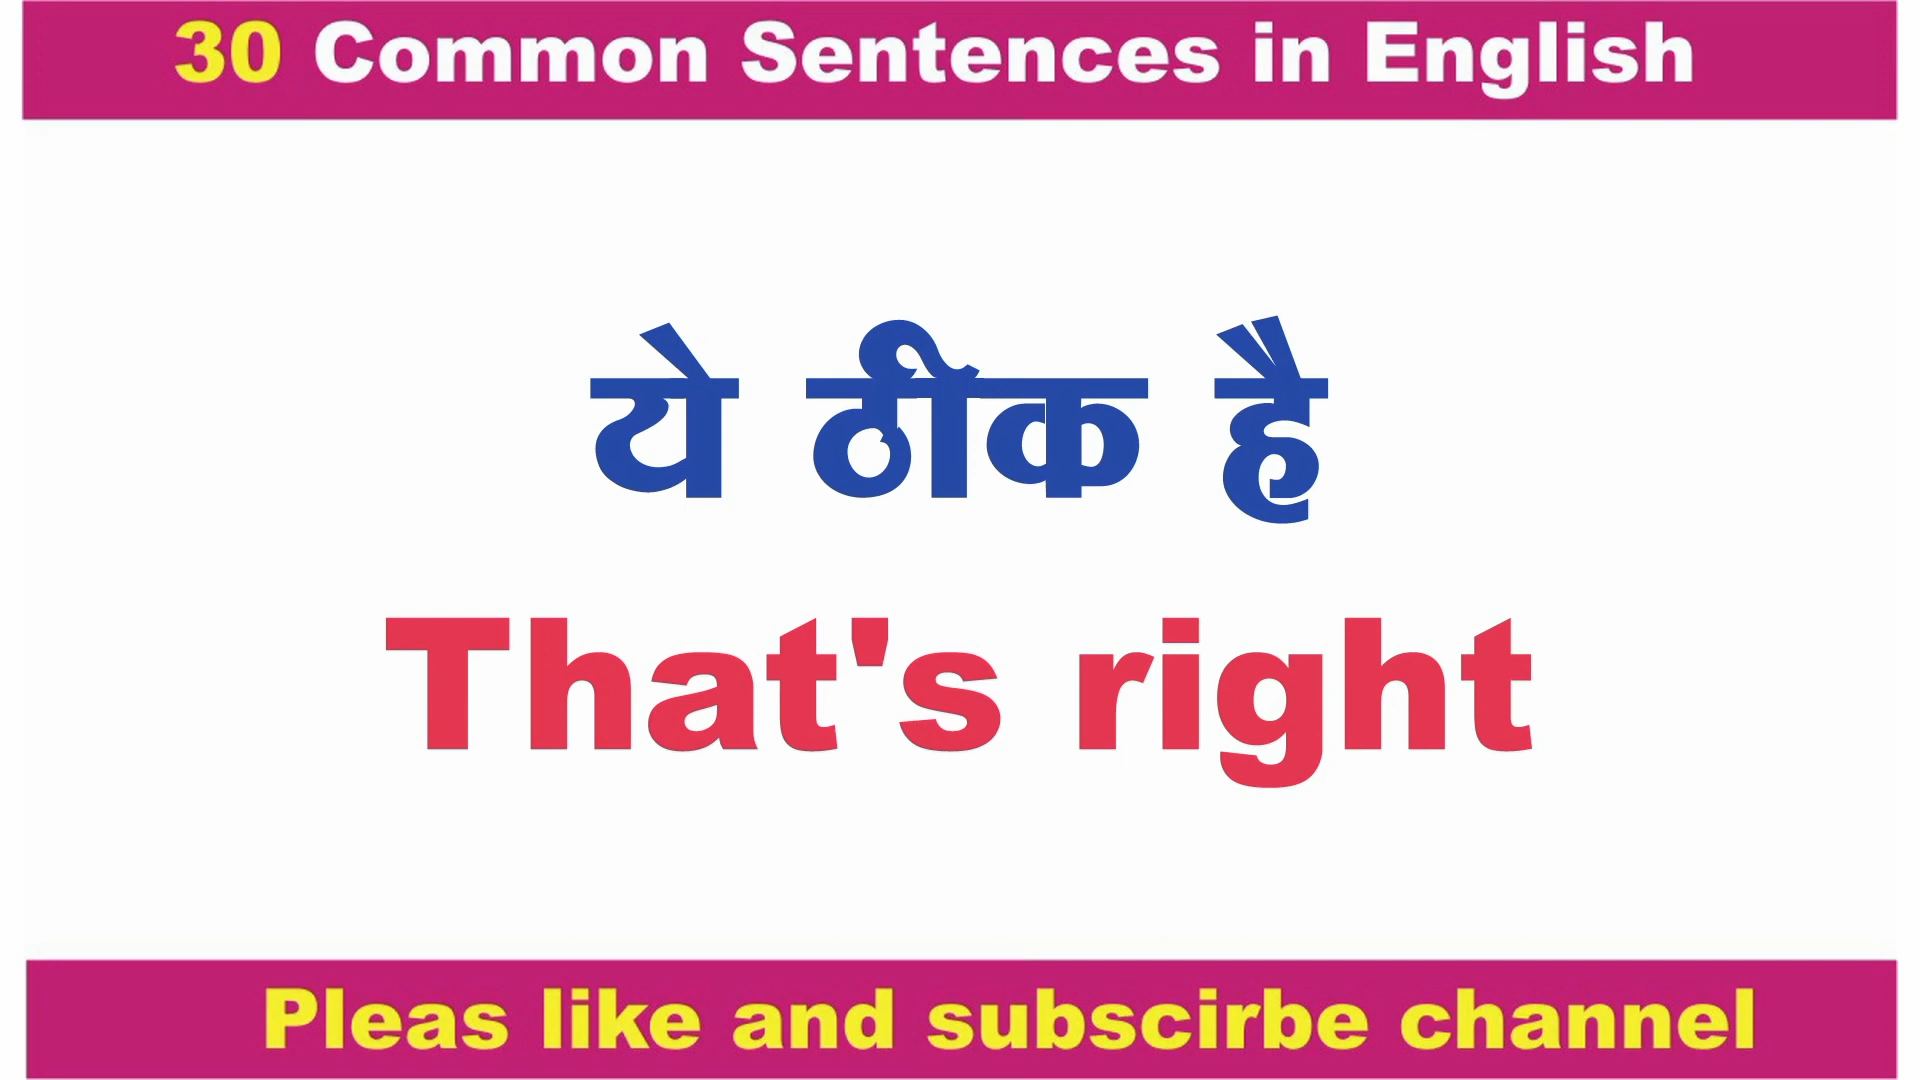 30 Common Sentences in English
ये ठीक है
That's right
Pleas like and subscirbe channel